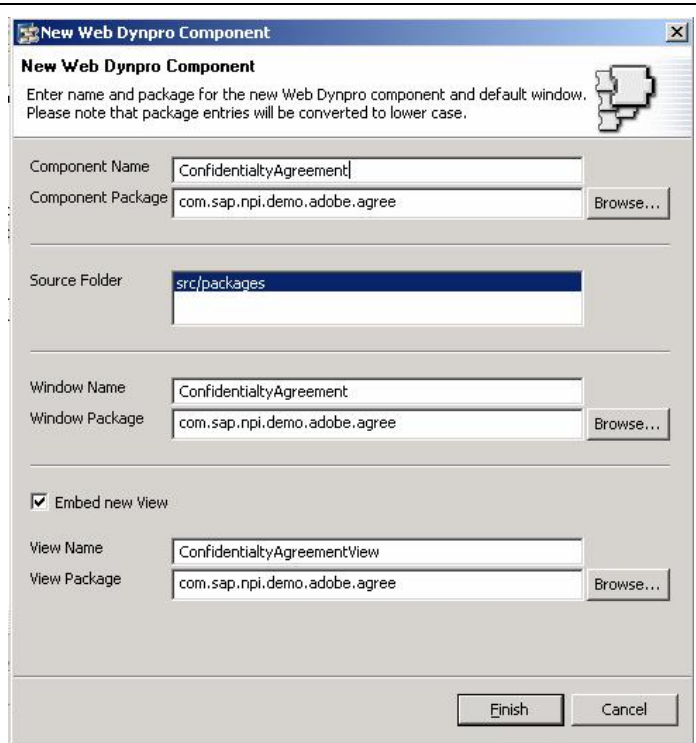 New Web Dynpro Component
New Web Dynpro Component
Enter name and package for the new Web Dynpro component and default window.
Please note that package entries will be converted to lower case.
Component Name ConfidentialtyAgreement
Component Package com.sap.npi.demo.adobe.agree Browse...
Source Folder src/packages
Window Name ConfidentialtyAgreement
Window Package com.sap.npi.demo.adobe.agree Browse...
Embed new View
View Name ConfidentialtyAgreementView
View Package com.sap.npi.demo.adobe.agree Browse...
Finish Cancel